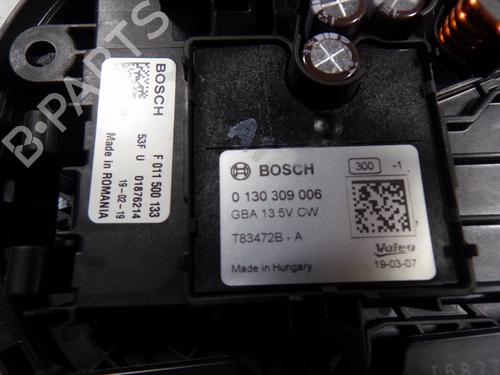 BOSCH
F 011 500 133
53F U 01876214
19-02-19
Made in ROMANIA
BOSCH
300 -1
0 130 309 006
GBA 13.5V CW
T83472B - A
Valeo
Made in Hungary
19-03-07
B-PARTS